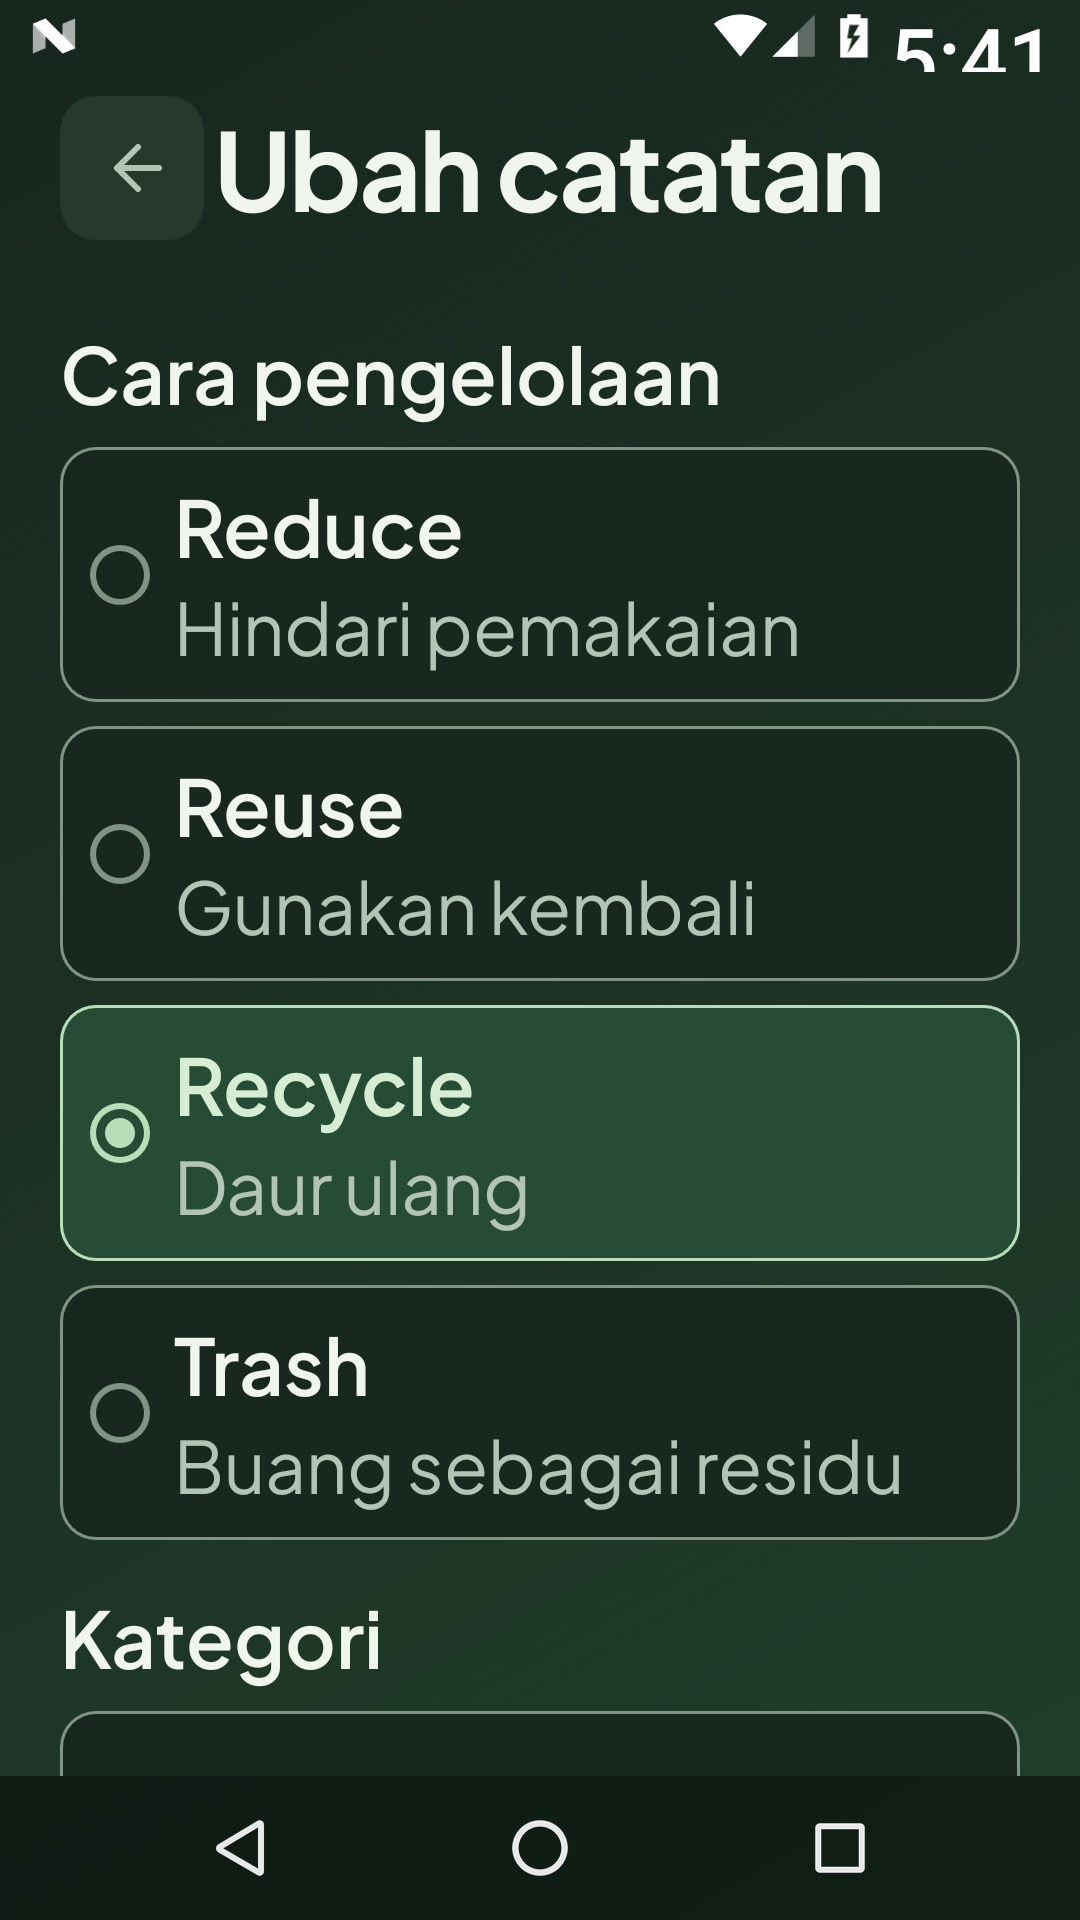 5:41
Ubah catatan
Cara pengelolaan
Reduce
Hindari pemakaian
Reuse
Gunakan kembali
Recycle
Daur ulang
Trash
Buang sebagai residu
Kategori